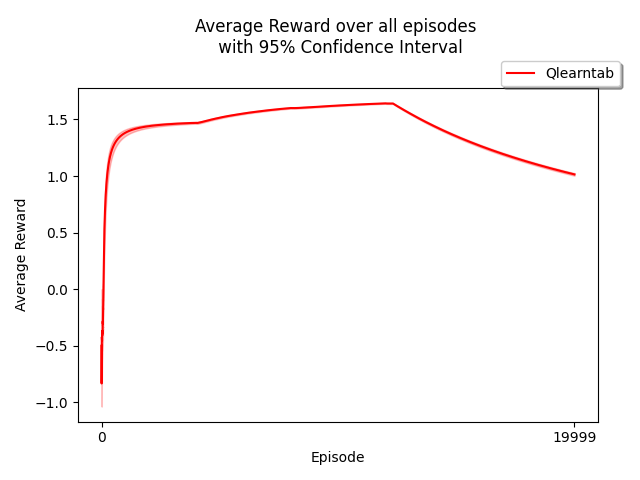 Average Reward over all episodes
with 95% Confidence Interval
Qlearntab
1.5
1.0
0.5
0.0
−0.5
−1.0
Average Reward
0
19999
Episode